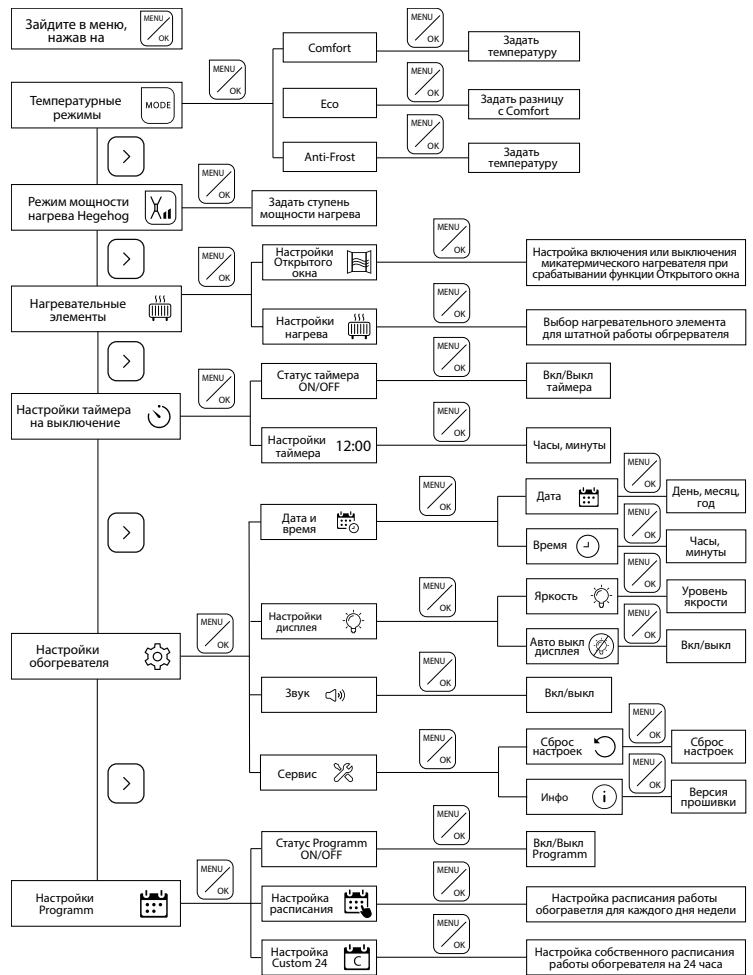 Зайдите в меню,
нажав на
MENU
OK
Температурные
режимы
MODE
MENU
OK
Comfort
MENU
OK
Задать
температуру
Eco
MENU
OK
Задать разницу
с Comfort
Anti-Frost
MENU
OK
Задать
температуру
Режим мощности
нагрева Hegehog
MENU
OK
Задать ступень
мощности нагрева
Нагревательные
элементы
MENU
OK
Настройки
Открытого
окна
MENU
OK
Настройка включения или выключения
микатермического нагревателя при
срабатывании функции Открытого окна
Настройки
нагрева
MENU
OK
Выбор нагревательного элемента
для штатной работы обгрервателя
Настройки таймера
на выключение
MENU
OK
Статус таймера
ON/OFF
MENU
OK
Вкл/Выкл
таймера
Настройки
таймера
12:00
MENU
OK
Часы, минуты
Настройки
обогревателя
MENU
OK
Дата и
время
MENU
OK
Дата
MENU
OK
День, месяц,
год
Время
MENU
OK
Часы,
минуты
Настройки
дисплея
MENU
OK
Яркость
MENU
OK
Уровень
якрости
Авто выкл
дисплея
MENU
OK
Вкл/выкл
Звук
MENU
OK
Вкл/выкл
Сервис
MENU
OK
Сброс
настроек
MENU
OK
Сброс
настроек
Инфо
i
MENU
OK
Версия
прошивки
Настройки
Programm
MENU
OK
Статус Programm
ON/OFF
MENU
OK
Вкл/Выкл
Programm
Настройка
расписания
MENU
OK
Настройка расписания работы
обограветля для каждого дня недели
Настройка
Custom 24
C
MENU
OK
Настройка собственного расписания
работы обогревателя на 24 часа